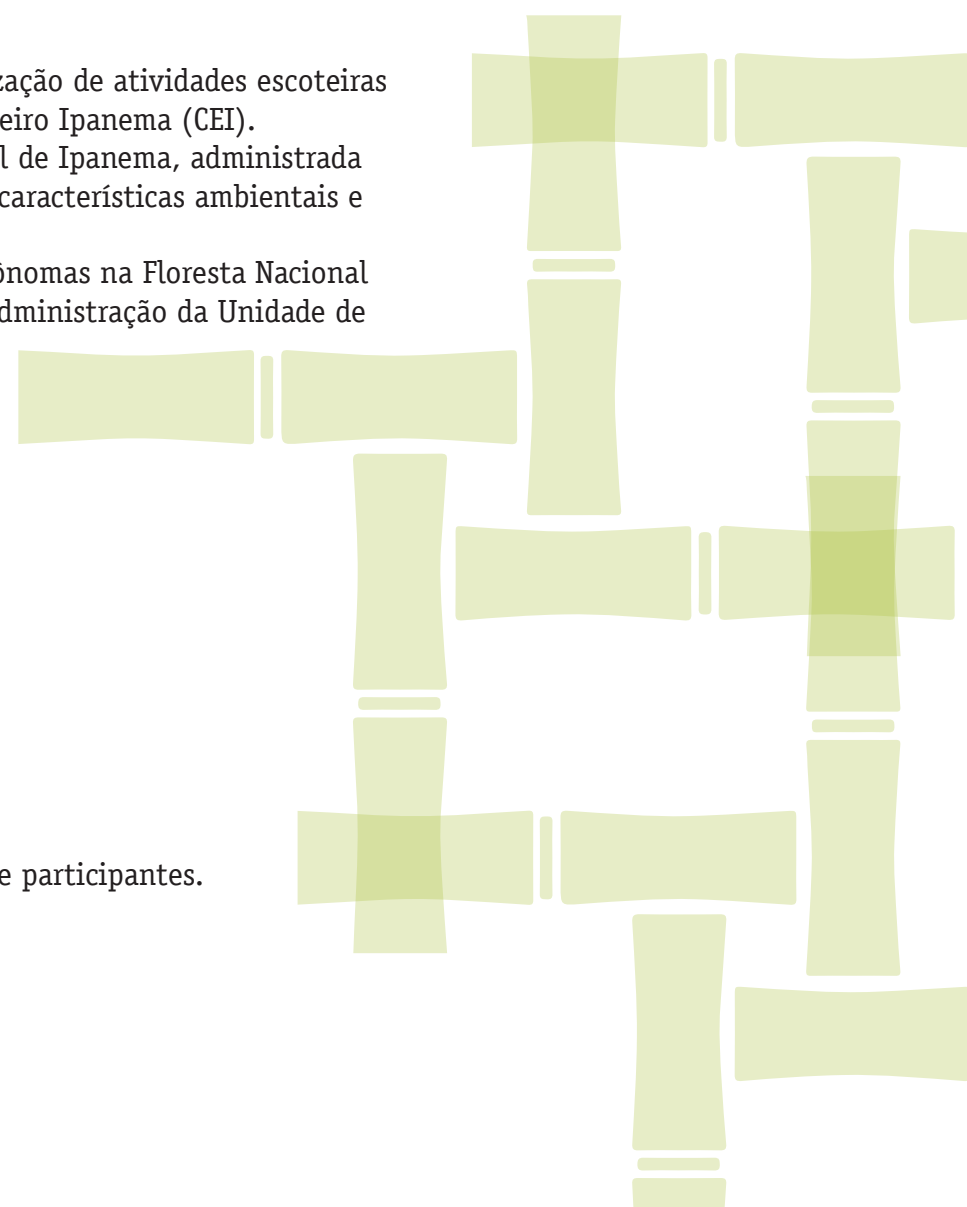 zação de atividades escoteiras
eiro Ipanema (CEI).
l de Ipanema, administrada
características ambientais e
ônomas na Floresta Nacional
dministração da Unidade de
e participantes.